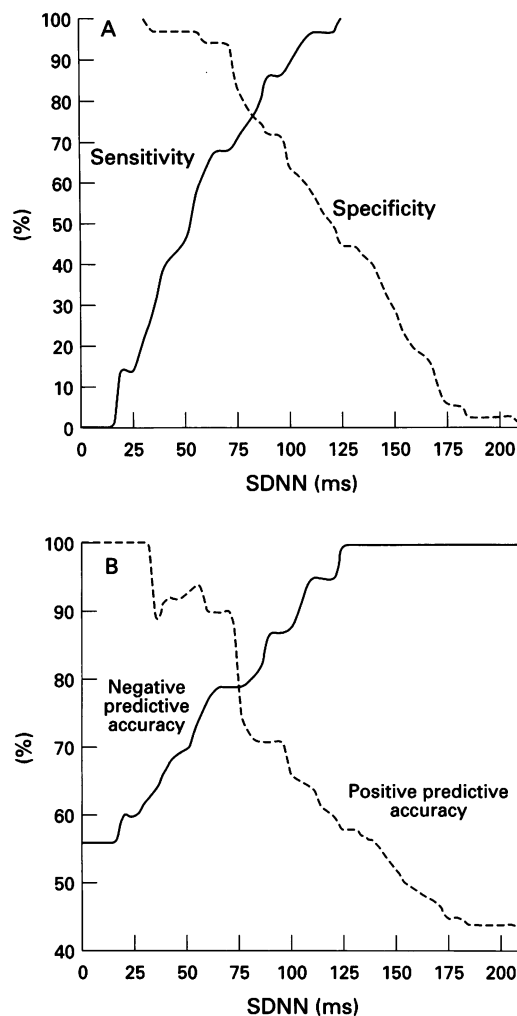 A
100
90
80
70
60
50
40
30
20
10
0
(%)
Sensitivity
Specificity
0 25 50 75 100 125 150 175 200
SDNN (ms)
B
100
90
80
70
60
50
40
(%)
Negative
predictive
accuracy
Positive predictive
accuracy
0 25 50 75 100 125 150 175 200
SDNN (ms)